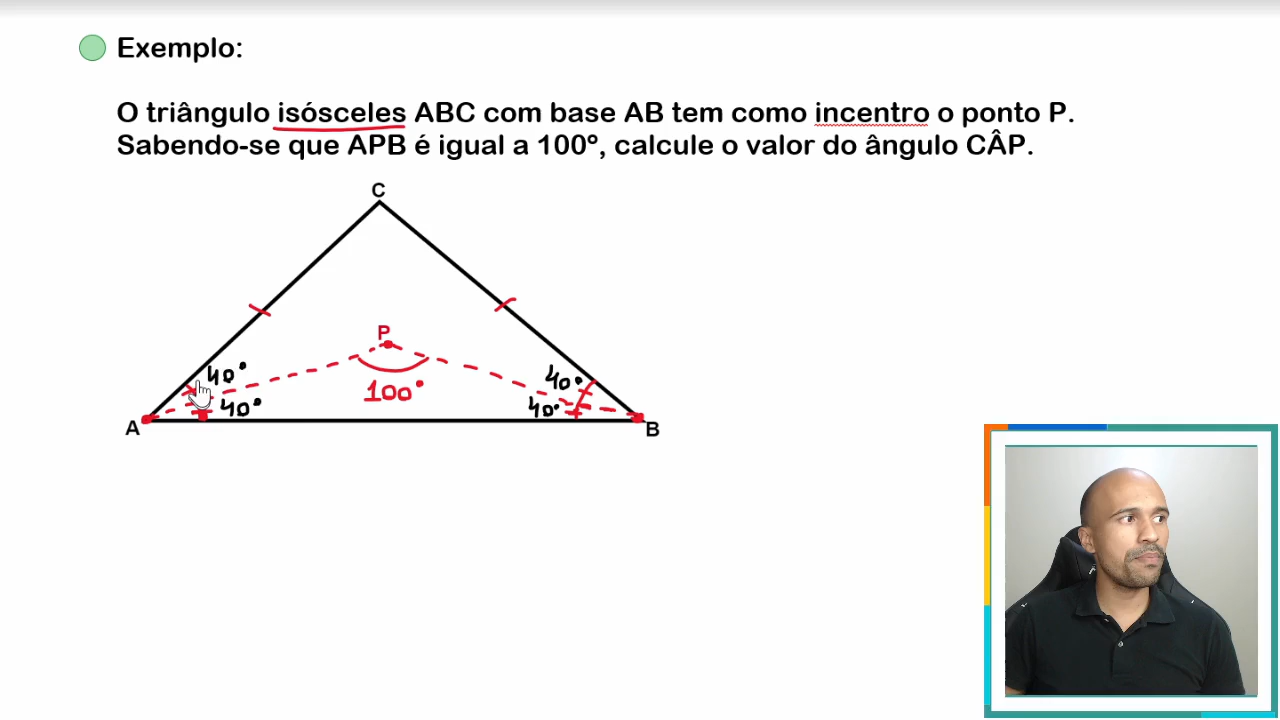 Exemplo:
O triângulo isósceles ABC com base AB tem como incentro o ponto P.
Sabendo-se que APB é igual a 100º, calcule o valor do ângulo CÂP.
C
P
40°
40°
100°
40°
40°
A
B